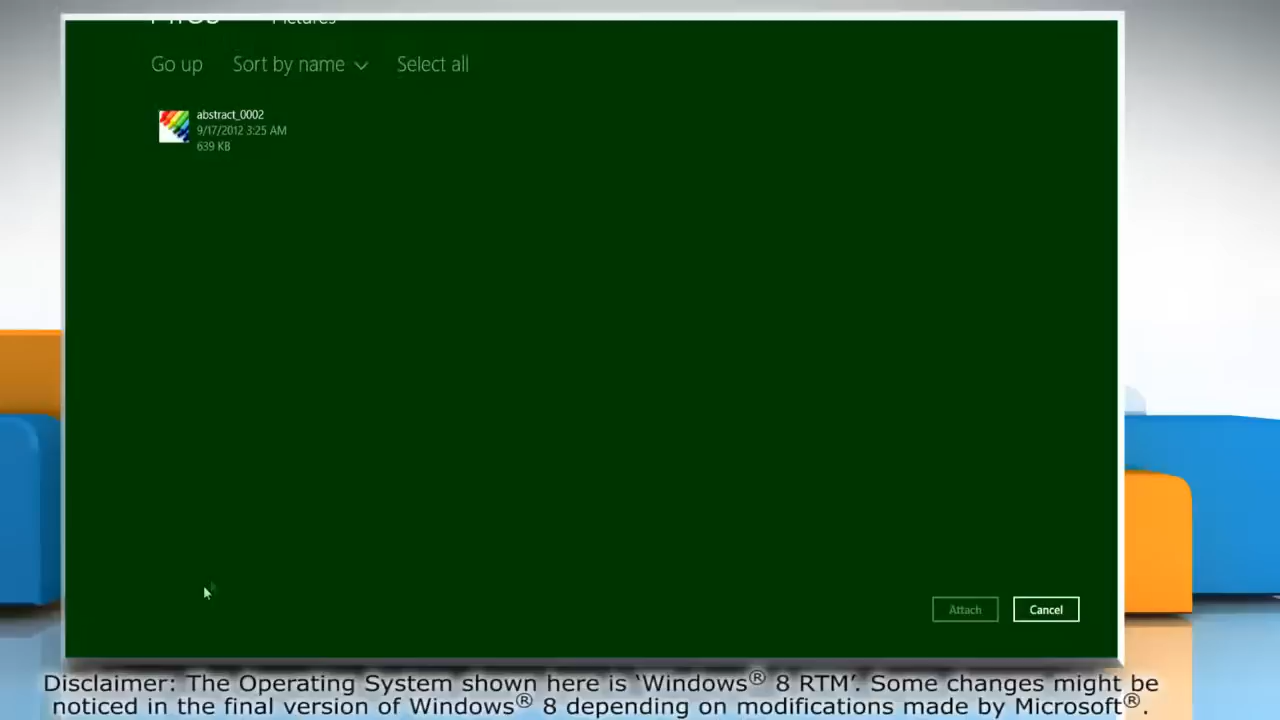 Files Pictures
Go up Sort by name Select all
abstract_0002
9/17/2012 3:25 AM
639 KB
Attach Cancel
Disclaimer: The Operating System shown here is ‘Windows® 8 RTM’. Some changes might be
noticed in the final version of Windows® 8 depending on modifications made by Microsoft®.